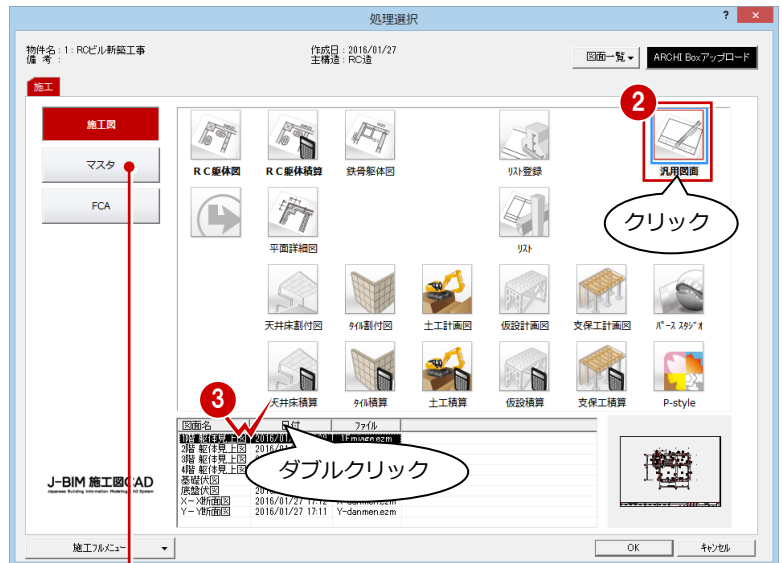 処理選択
? ×
物件名:1:RCビル新築工事
備 考 :
作成日:2016/01/27
主構造:RC造
図面一覧▼
ARCHI Boxアップロード
施工
施工図
マスタ
FCA
2
RC躯体図
RC躯体積算
鉄骨躯体図
リスト登録
汎用図面
クリック
平面詳細図
リスト
天井床割付図
タイル割付図
土工計画図
仮設計画図
支保工計画図
パース スタジオ
3
天井床積算
タイル積算
土工積算
仮設積算
支保工積算
P-style
図面名 日付 ファイル
1階 躯体見上図
2階 躯体見上図
3階 躯体見上図
4階 躯体見上図
基礎伏図
底盤伏図
X-X断面図 2016/01/27 17:12 X-danmen.ezm
Y-Y断面図 2016/01/27 17:11 Y-danmen.ezm
ダブルクリック
J-BIM 施工図CAD
Japanese Building Information Modeling CAD System
施工フルメニュー ▼
OK
キャンセル